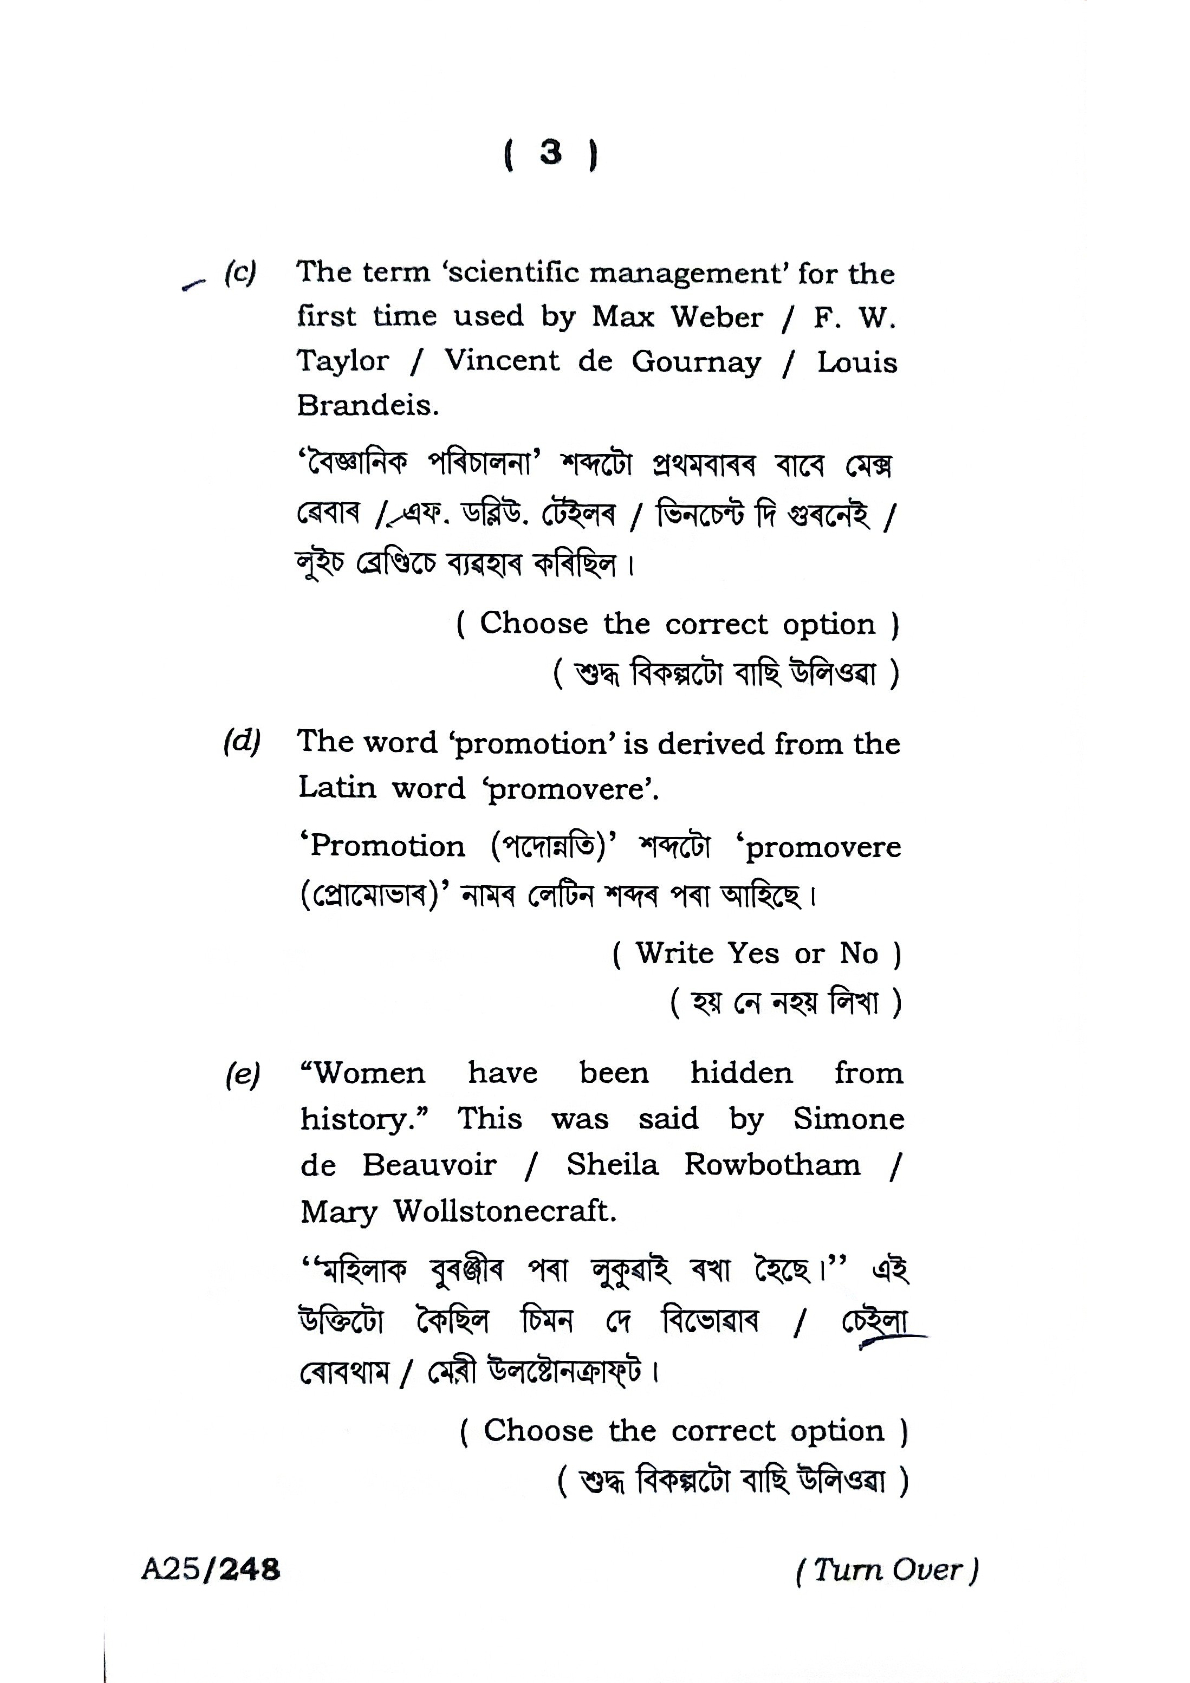 ( 3 )
(c) The term ‘scientific management’ for the
first time used by Max Weber / F. W.
Taylor / Vincent de Gournay / Louis
Brandeis.
‘বৈজ্ঞানিক পৰিচালনা’ শব্দটো প্ৰথমবাৰৰ বাবে মেক্স
ৱেবাৰ / এফ. ডব্লিউ. টেইলৰ / ভিনচেন্ট দি গুৰনেই /
লুইচ ব্ৰেণ্ডিচে ব্যৱহাৰ কৰিছিল।
( Choose the correct option )
( শুদ্ধ বিকল্পটো বাছি উলিওৱা )
(d) The word ‘promotion’ is derived from the
Latin word ‘promovere’.
‘Promotion (পদোন্নতি)’ শব্দটো ‘promovere
(প্ৰোমোভাৰ)’ নামৰ লেটিন শব্দৰ পৰা আহিছে।
( Write Yes or No )
( হয় নে নহয় লিখা )
(e) “Women have been hidden from
history.” This was said by Simone
de Beauvoir / Sheila Rowbotham /
Mary Wollstonecraft.
‘‘মহিলাক বুৰঞ্জীৰ পৰা লুকুৱাই ৰখা হৈছে।’’ এই
উক্তিটো কৈছিল চিমন দে বিভোৱাৰ / চেইলা
ৰোবথাম / মেৰী উলষ্টোনক্ৰাফ্‌ট।
( Choose the correct option )
( শুদ্ধ বিকল্পটো বাছি উলিওৱা )
A25/248 ( Turn Over )